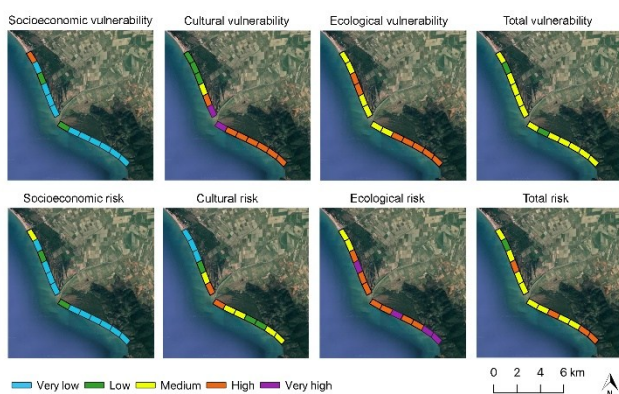 Socioeconomic vulnerability
Cultural vulnerability
Ecological vulnerability
Total vulnerability
Socioeconomic risk
Cultural risk
Ecological risk
Total risk
Very low
Low
Medium
High
Very high
0 2 4 6 km
N